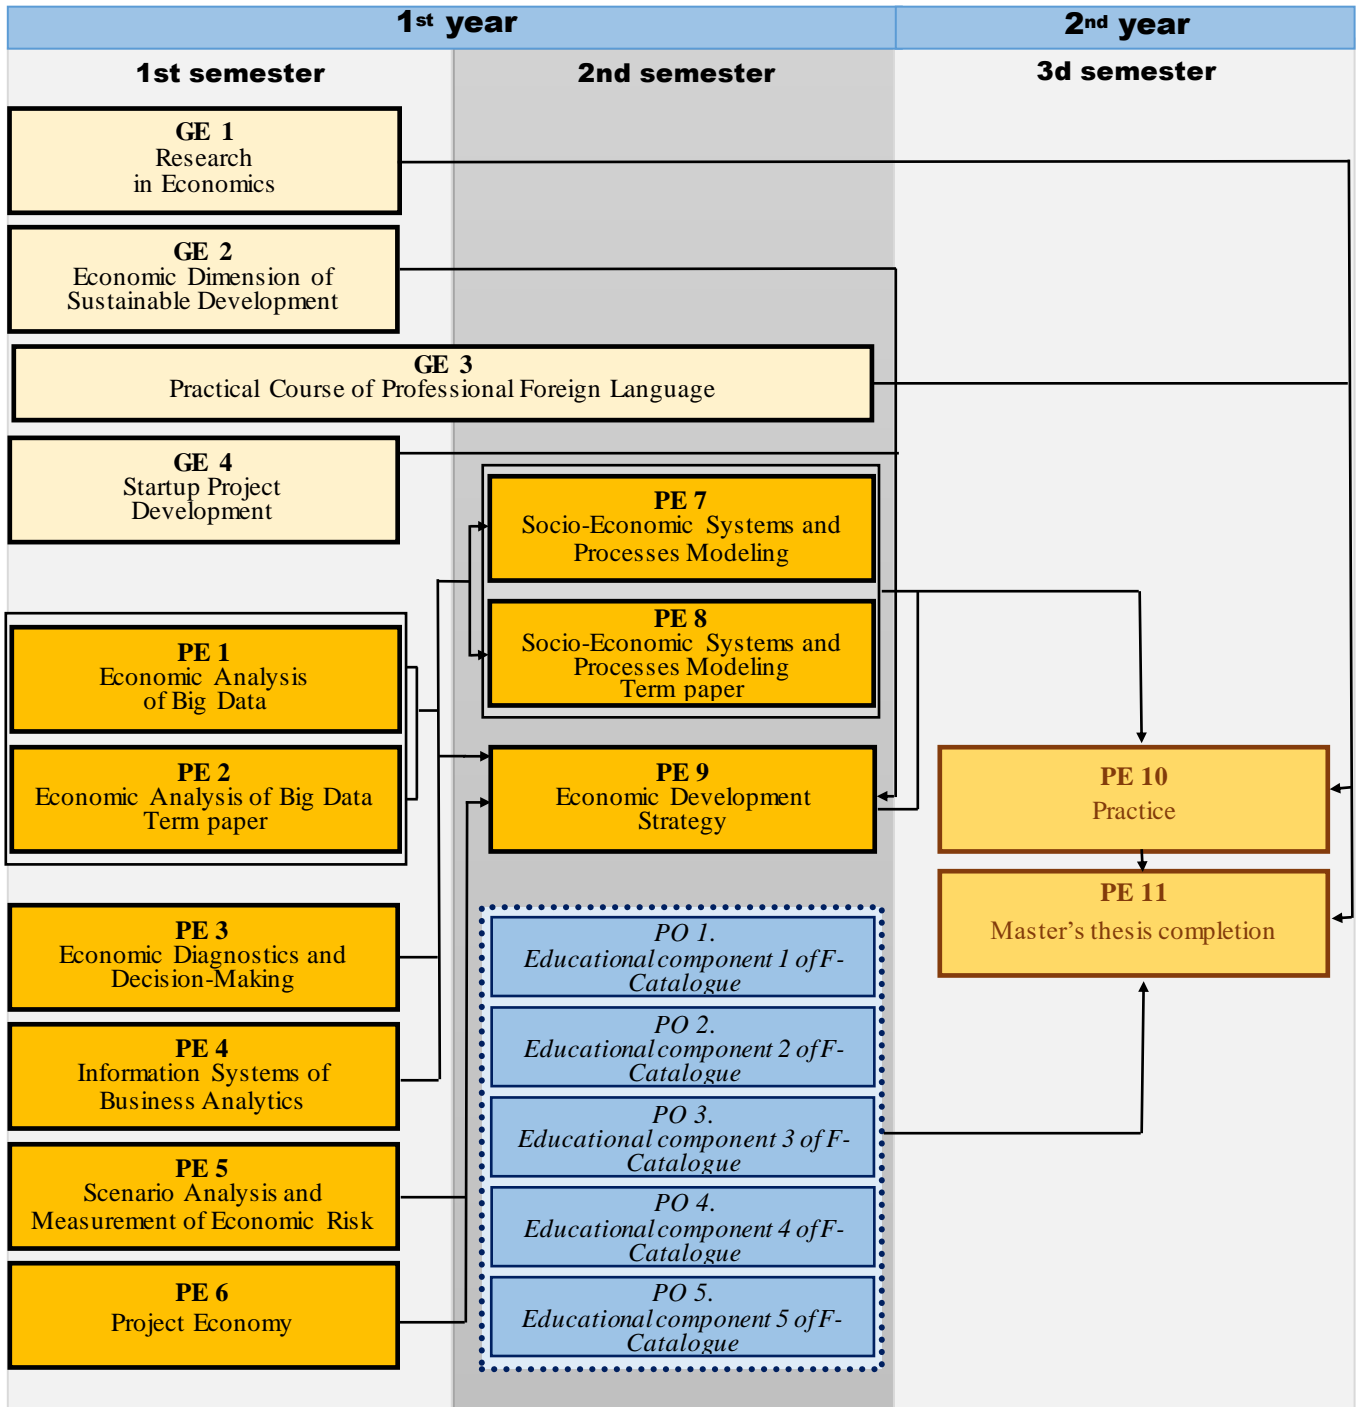 1st year
2nd year
1st semester
2nd semester
3d semester
GE 1
Research
in Economics
GE 2
Economic Dimension of
Sustainable Development
GE 3
Practical Course of Professional Foreign Language
GE 4
Startup Project
Development
PE 1
Economic Analysis
of Big Data
PE 2
Economic Analysis of Big Data
Term paper
PE 3
Economic Diagnostics and
Decision-Making
PE 4
Information Systems of
Business Analytics
PE 5
Scenario Analysis and
Measurement of Economic Risk
PE 6
Project Economy
PE 7
Socio-Economic Systems and
Processes Modeling
PE 8
Socio-Economic Systems and
Processes Modeling
Term paper
PE 9
Economic Development
Strategy
PO 1.
Educational component 1 of F-
Catalogue
PO 2.
Educational component 2 of F-
Catalogue
PO 3.
Educational component 3 of F-
Catalogue
PO 4.
Educational component 4 of F-
Catalogue
PO 5.
Educational component 5 of F-
Catalogue
PE 10
Practice
PE 11
Master’s thesis completion